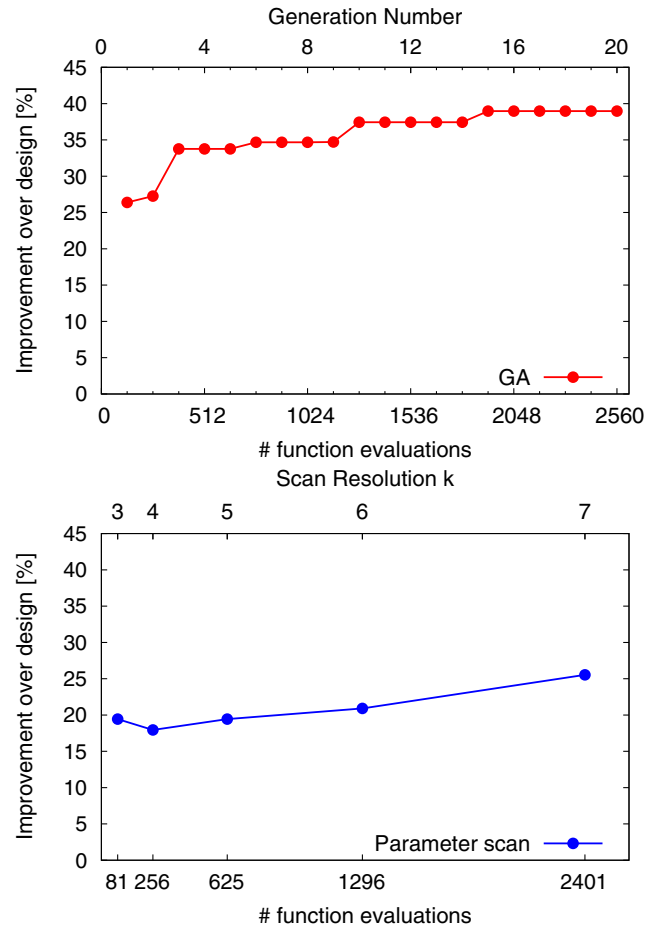 Generation Number
0 4 8 12 16 20
45
40
35
30
25
20
15
10
5
0
Improvement over design [%]
GA
0 512 1024 1536 2048 2560
# function evaluations
Scan Resolution k
3 4 5 6 7
45
40
35
30
25
20
15
10
5
0
Improvement over design [%]
Parameter scan
81 256 625 1296 2401
# function evaluations